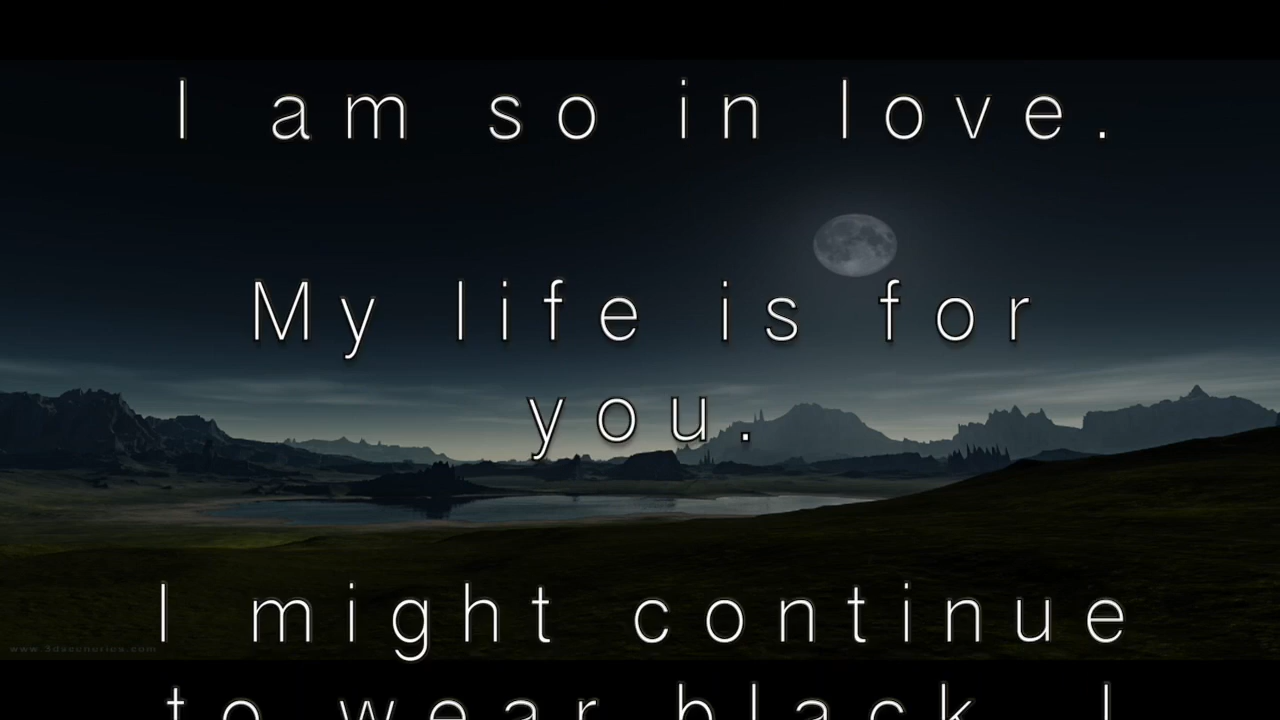 I am so in love.
My life is for
you.
I might continue
to wear black. I